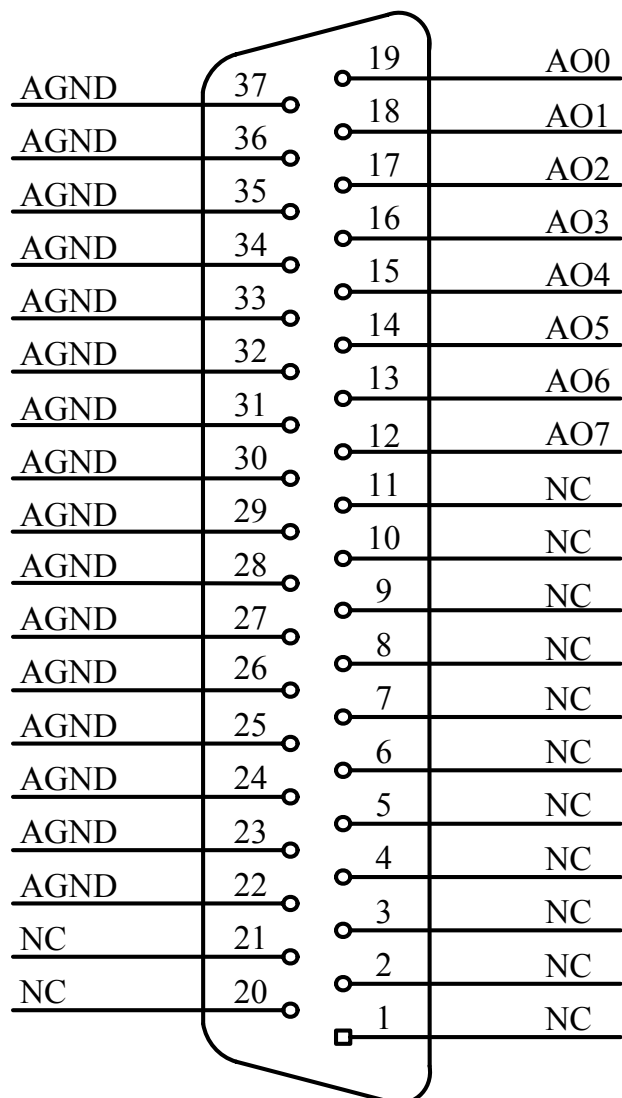 19 AO0
AGND 37
18 AO1
AGND 36
17 AO2
AGND 35
16 AO3
AGND 34
15 AO4
AGND 33
14 AO5
AGND 32
13 AO6
AGND 31
12 AO7
AGND 30
11 NC
AGND 29
10 NC
AGND 28
9 NC
AGND 27
8 NC
AGND 26
7 NC
AGND 25
6 NC
AGND 24
5 NC
AGND 23
4 NC
AGND 22
3 NC
NC 21
2 NC
NC 20
1 NC